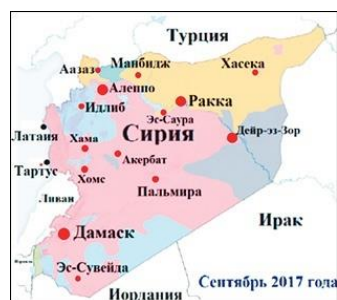 Турция
Манбидж
Аазаз
Хасека
Алеппо
Идлиб
Ракка
Эс-Саура
Латаия
Сирия
Дейр-эз-Зор
Хама
Акербат
Тартус
Хомс
Пальмира
Ливан
Ирак
Дамаск
Эс-Сувейда
Сентябрь 2017 года
Иордания